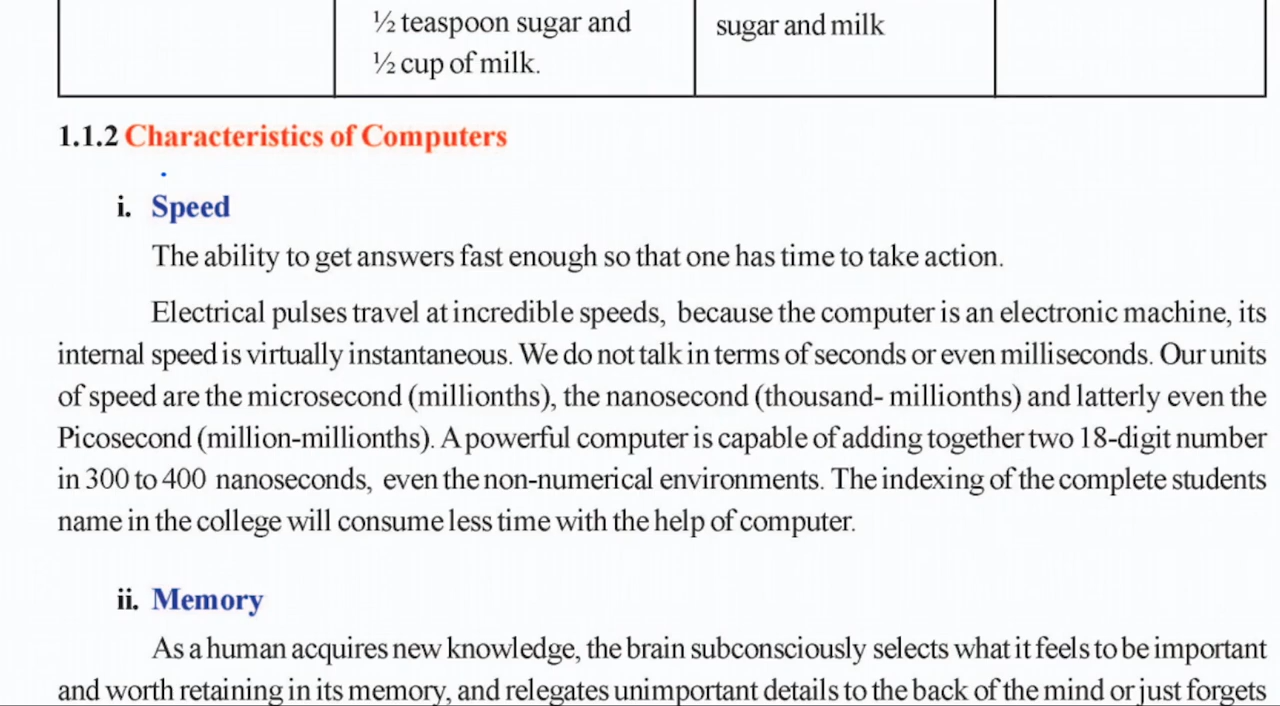 ½ teaspoon sugar and
sugar and milk
½ cup of milk.
1.1.2 Characteristics of Computers
i. Speed
The ability to get answers fast enough so that one has time to take action.
Electrical pulses travel at incredible speeds, because the computer is an electronic machine, its
internal speed is virtually instantaneous. We do not talk in terms of seconds or even milliseconds. Our units
of speed are the microsecond (millionths), the nanosecond (thousand- millionths) and latterly even the
Picosecond (million-millionths). A powerful computer is capable of adding together two 18-digit number
in 300 to 400 nanoseconds, even the non-numerical environments. The indexing of the complete students
name in the college will consume less time with the help of computer.
ii. Memory
As a human acquires new knowledge, the brain subconsciously selects what it feels to be important
and worth retaining in its memory, and relegates unimportant details to the back of the mind or just forgets